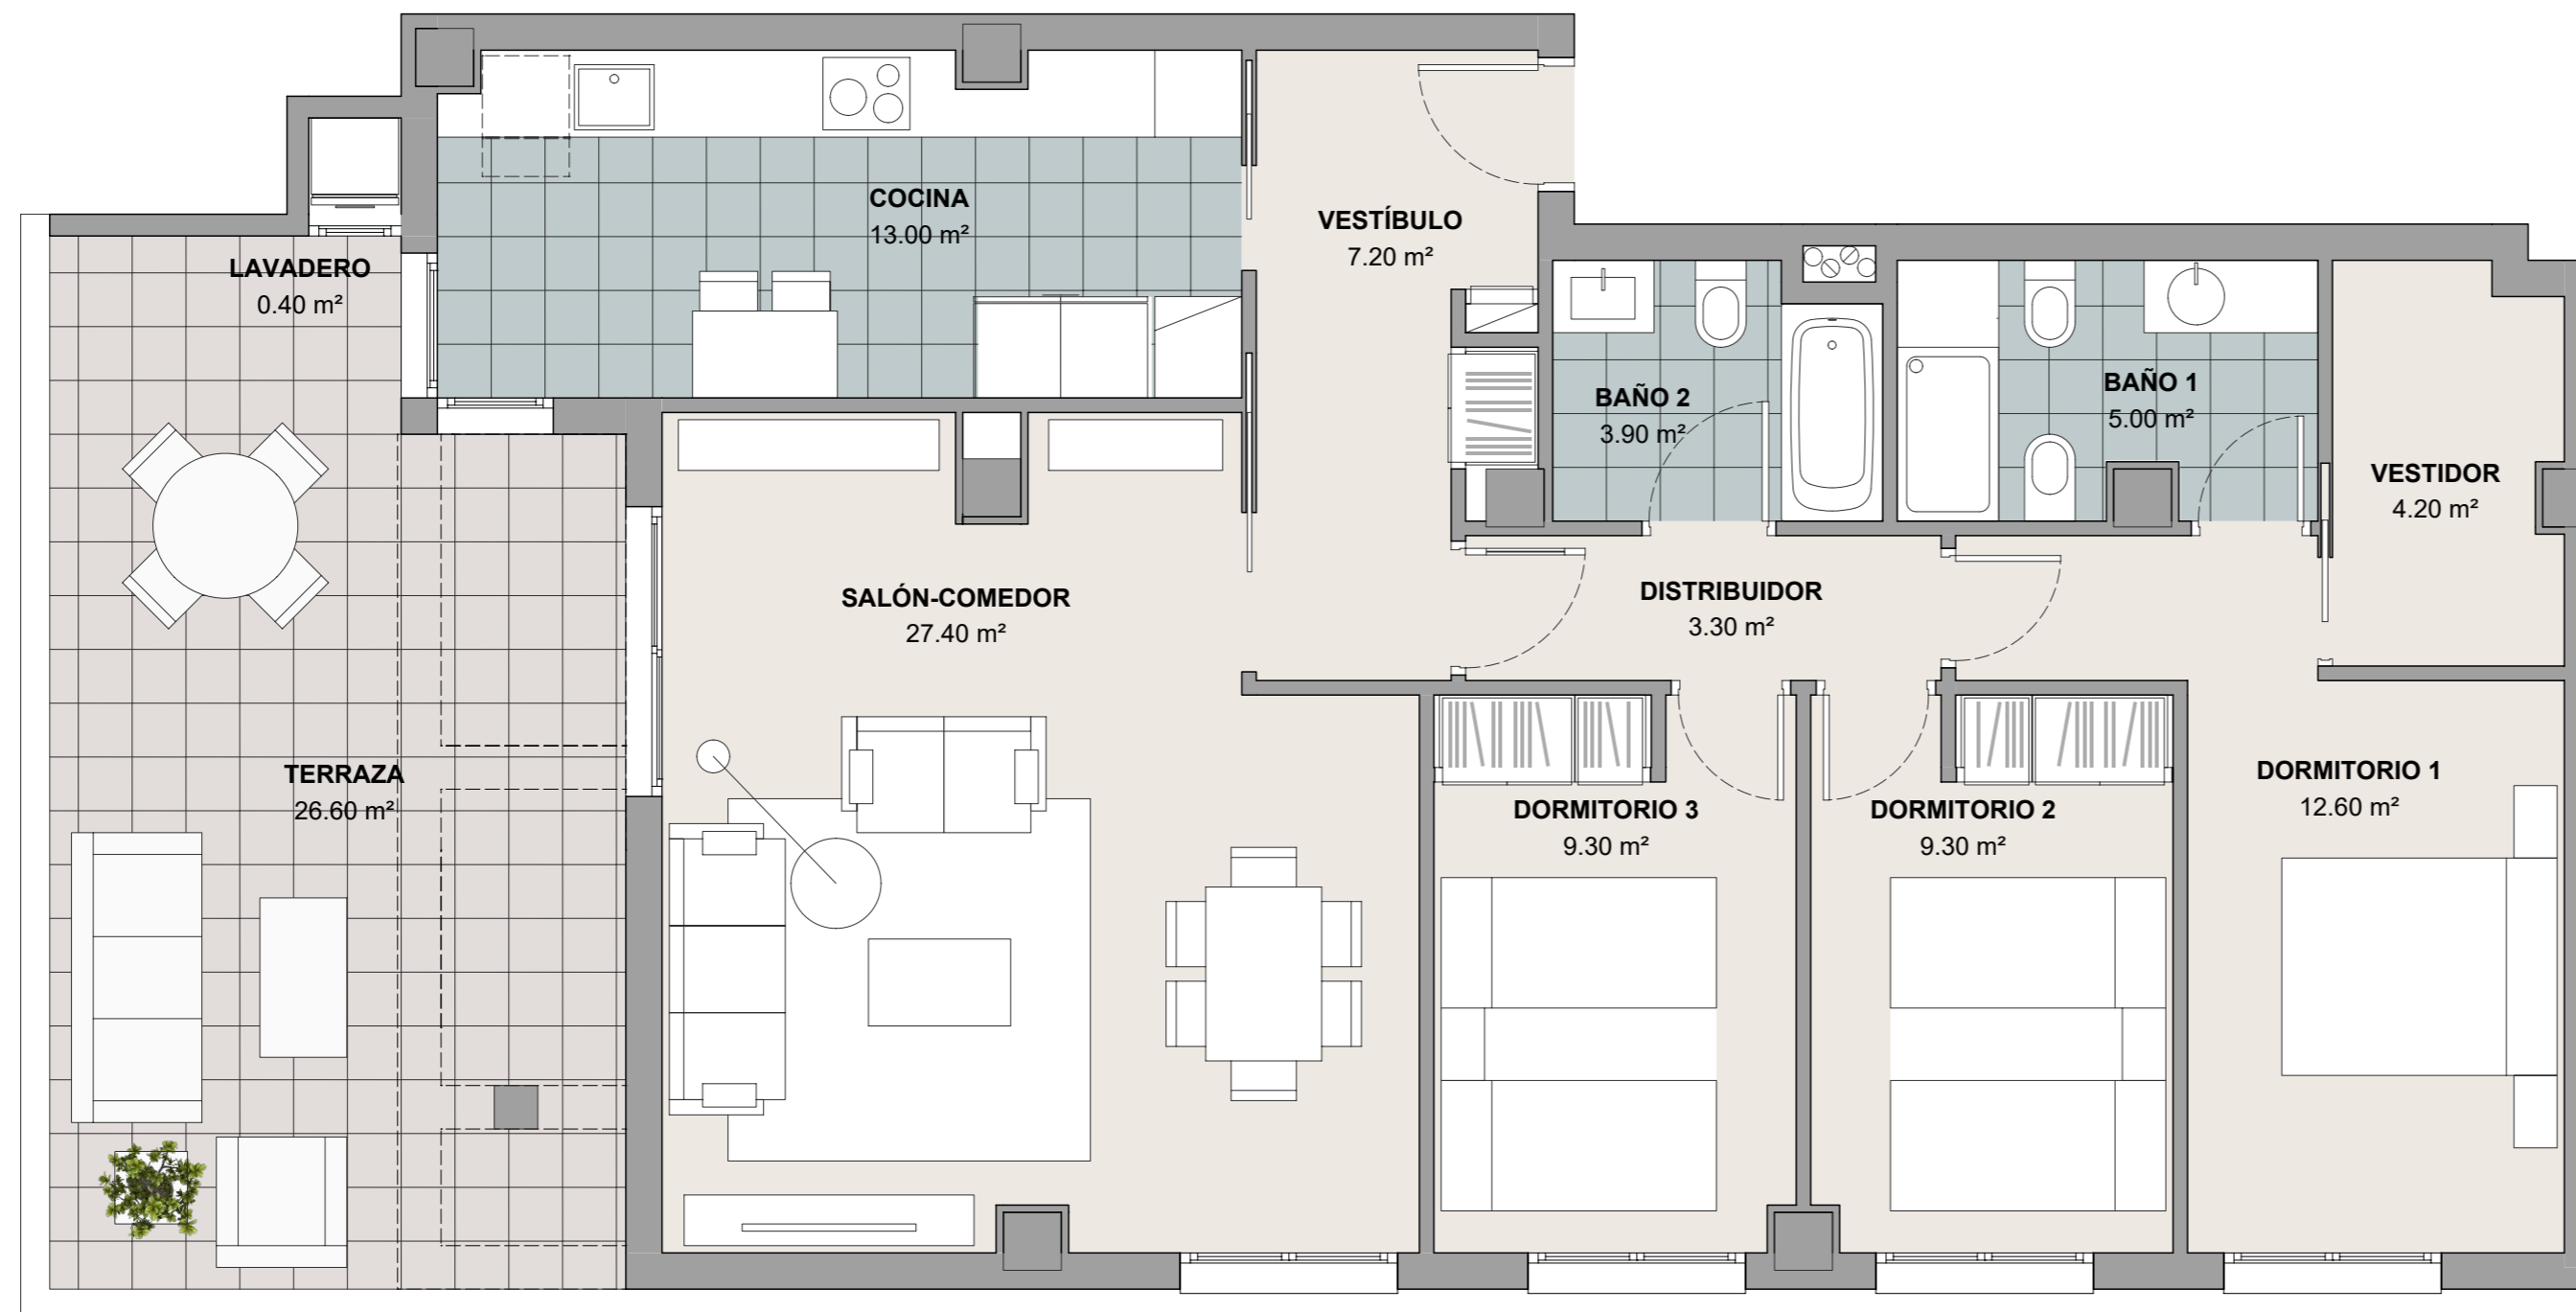 COCINA
13.00 m²
VESTÍBULO
7.20 m²
LAVADERO
0.40 m²
BAÑO 2
3.90 m²
BAÑO 1
5.00 m²
VESTIDOR
4.20 m²
SALÓN-COMEDOR
27.40 m²
DISTRIBUIDOR
3.30 m²
TERRAZA
26.60 m²
DORMITORIO 3
9.30 m²
DORMITORIO 2
9.30 m²
DORMITORIO 1
12.60 m²